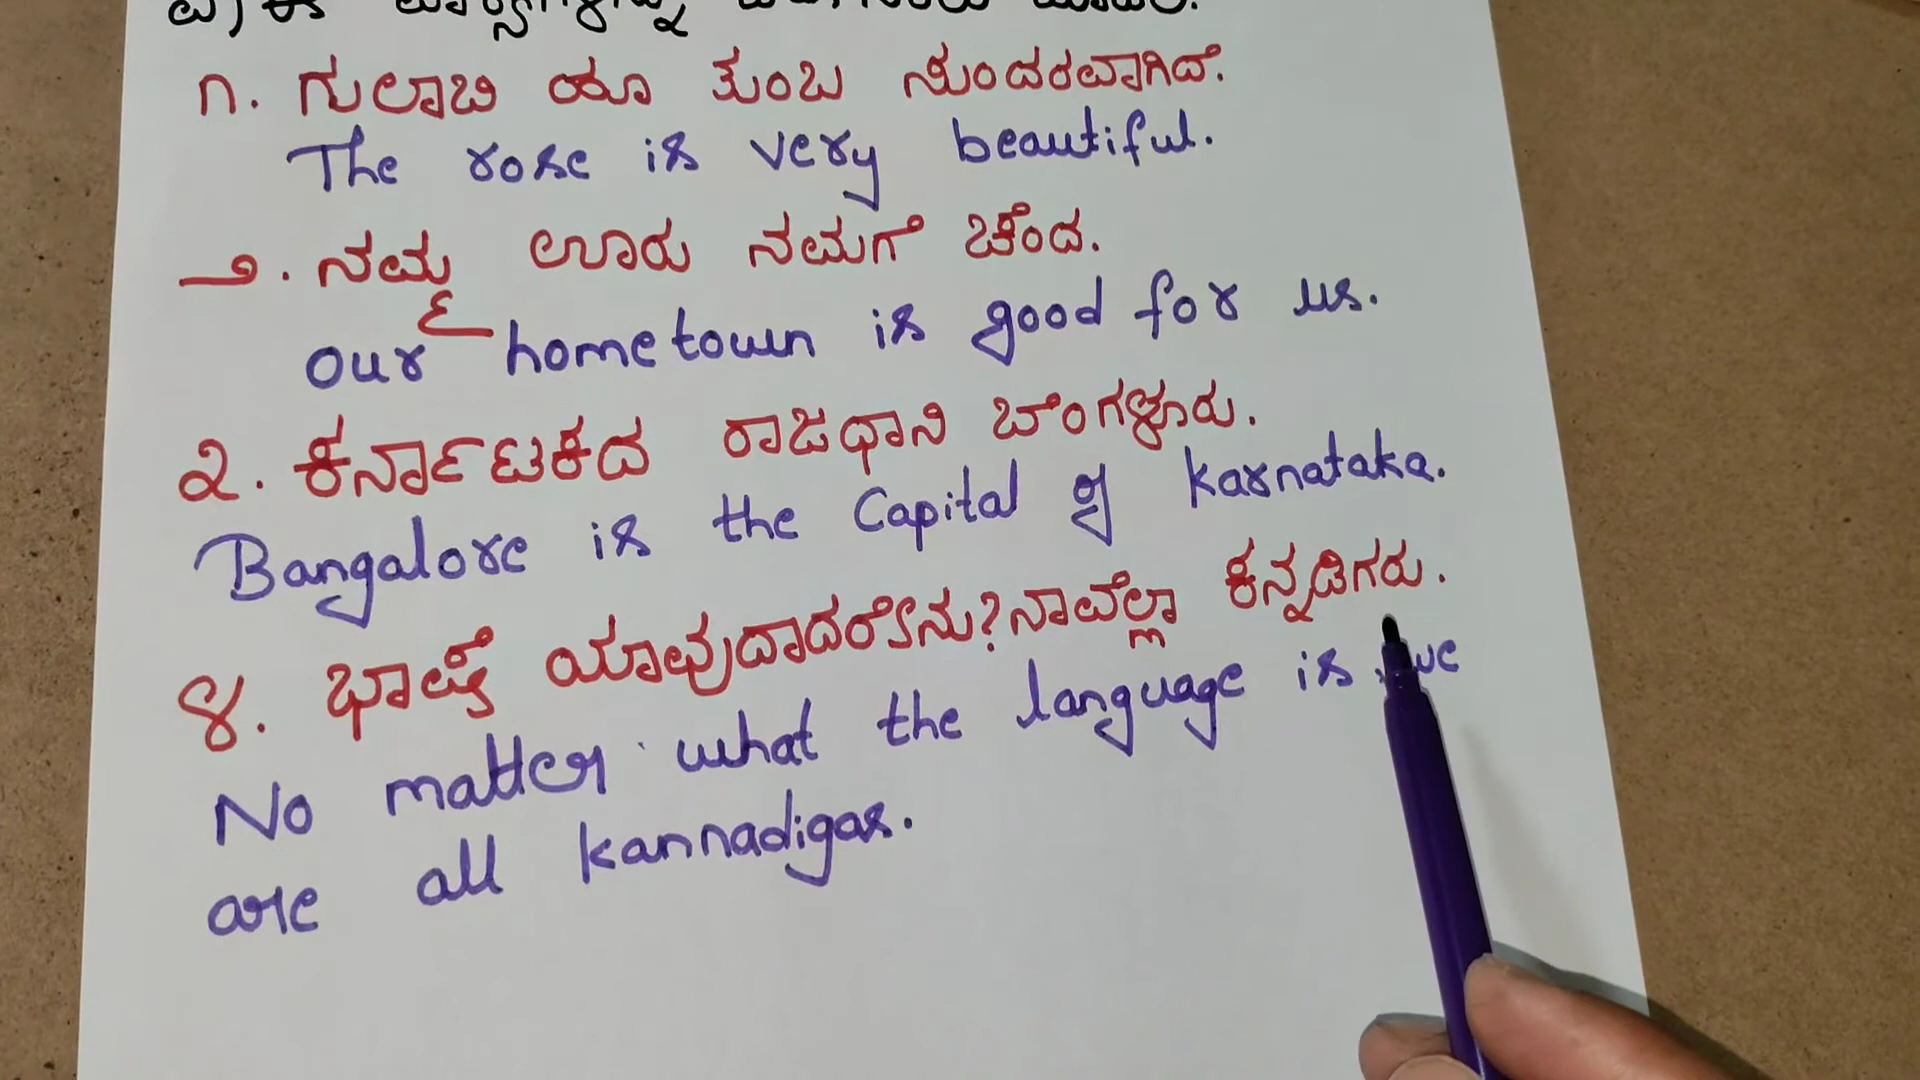 ೧. ಗುಲಾಬಿ ಹೂ ತುಂಬ ಸುಂದರವಾಗಿದೆ.
The rose is very beautiful.
೨. ನಮ್ಮ ಊರು ನಮಗೆ ಚೆಂದ.
our hometown is good for us.
೩. ಕರ್ನಾಟಕದ ರಾಜಧಾನಿ ಬೆಂಗಳೂರು.
Bangalore is the Capital of Karnataka.
೪. ಭಾಷೆ ಯಾವುದಾದರೇನು? ನಾವೆಲ್ಲಾ ಕನ್ನಡಿಗರು.
No matter what the language is we
are all kannadigas.